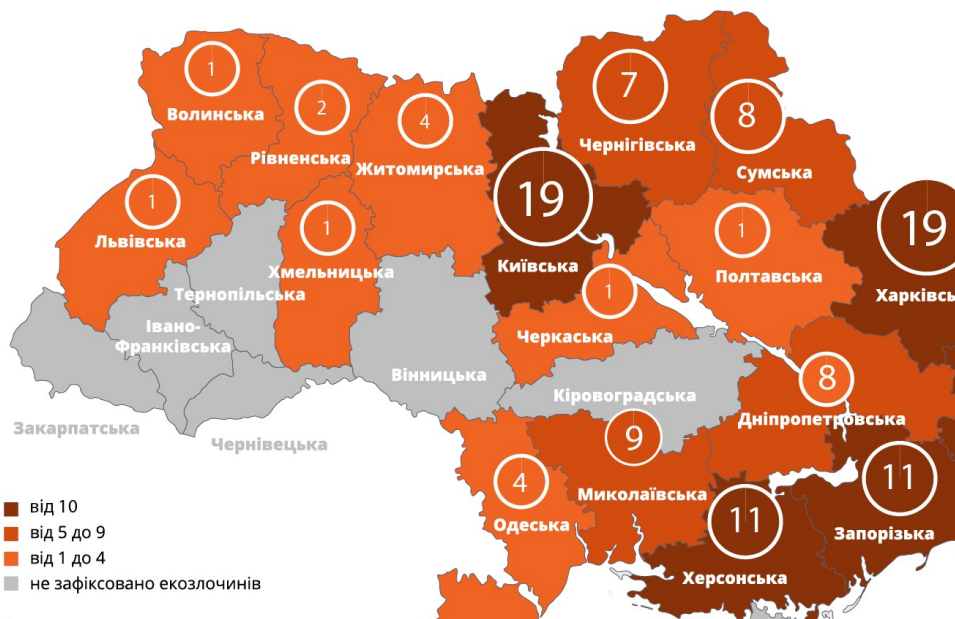 1
Волинська
2
Рівненська
4
Житомирська
7
Чернігівська
8
Сумська
1
Львівська
1
Хмельницька
19
Київська
1
Полтавська
19
Харківсь
Тернопільська
Івано-
Франківська
1
Черкаська
Вінницька
Кіровоградська
8
Дніпропетровська
Закарпатська
Чернівецька
9
Миколаївська
4
Одеська
11
Херсонська
11
Запорізька
від 10
від 5 до 9
від 1 до 4
не зафіксовано екозлочинів